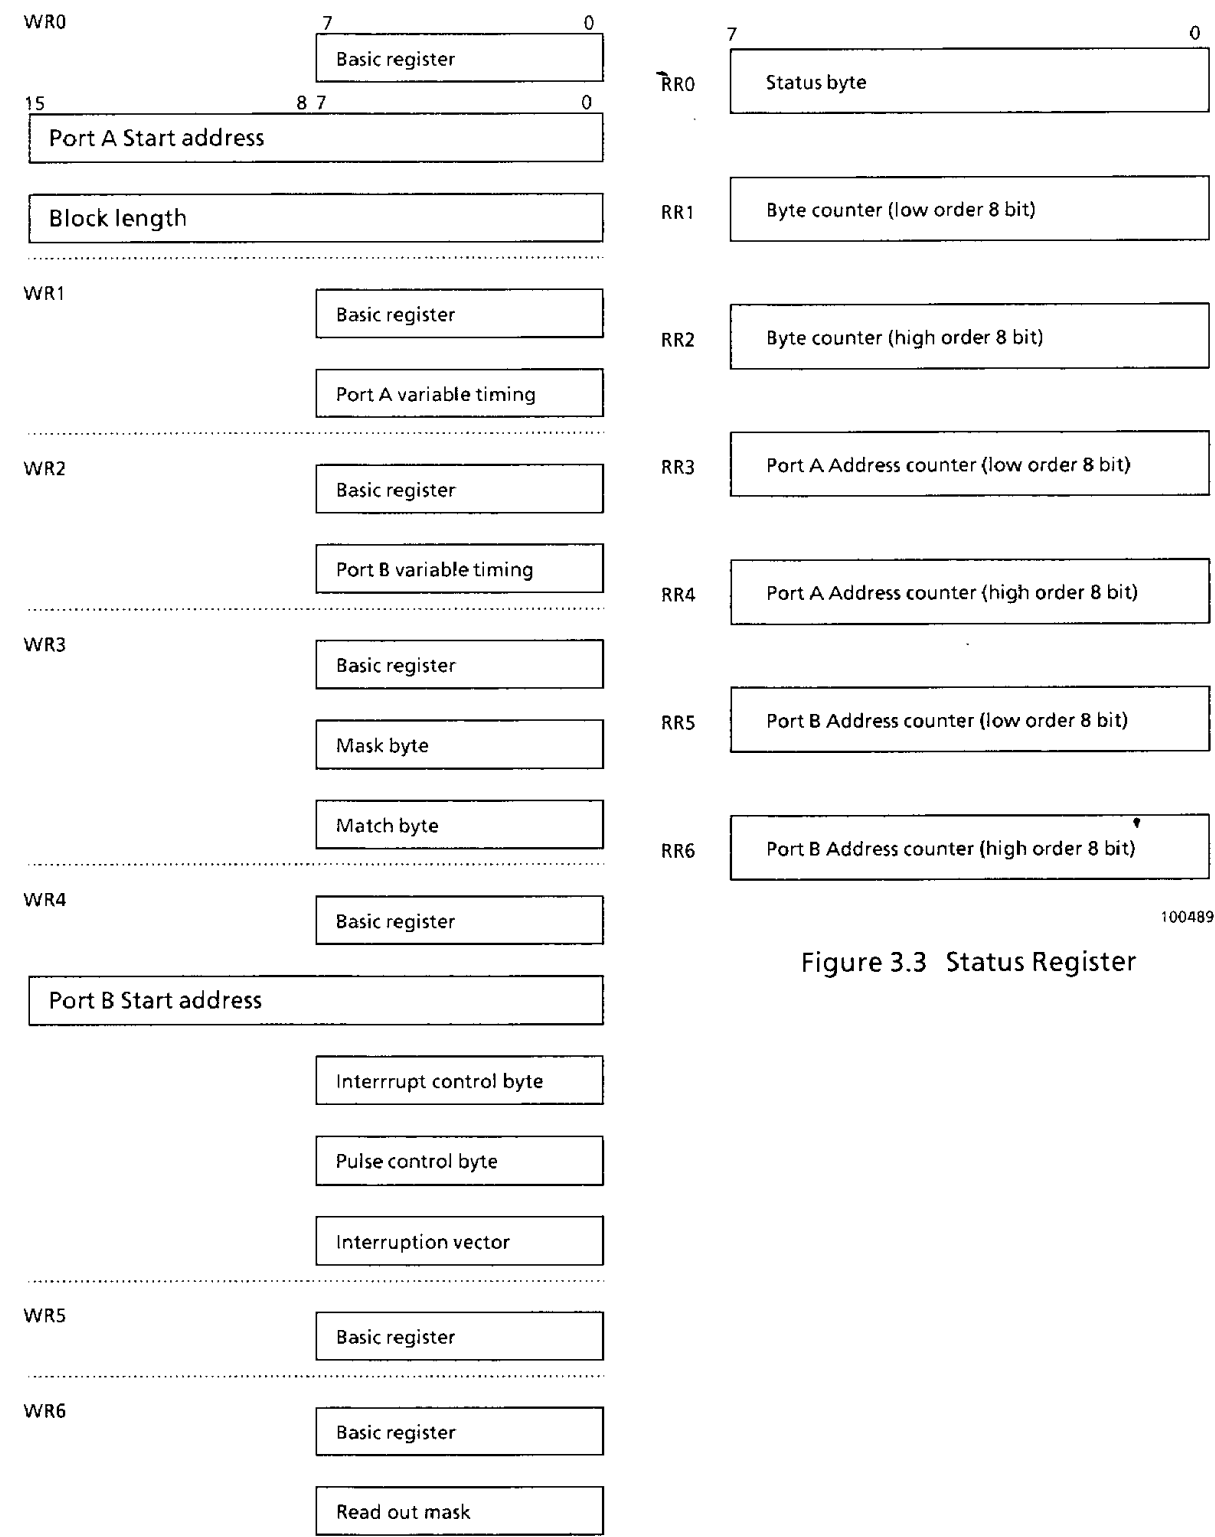 WR0
7 0
Basic register
15 8 7 0
Port A Start address
Block length
WR1
Basic register
Port A variable timing
WR2
Basic register
Port B variable timing
WR3
Basic register
Mask byte
Match byte
WR4
Basic register
Port B Start address
Interrrupt control byte
Pulse control byte
Interruption vector
WR5
Basic register
WR6
Basic register
Read out mask
7 0
RR0 Status byte
RR1 Byte counter (low order 8 bit)
RR2 Byte counter (high order 8 bit)
RR3 Port A Address counter (low order 8 bit)
RR4 Port A Address counter (high order 8 bit)
RR5 Port B Address counter (low order 8 bit)
RR6 Port B Address counter (high order 8 bit)
100489
Figure 3.3 Status Register